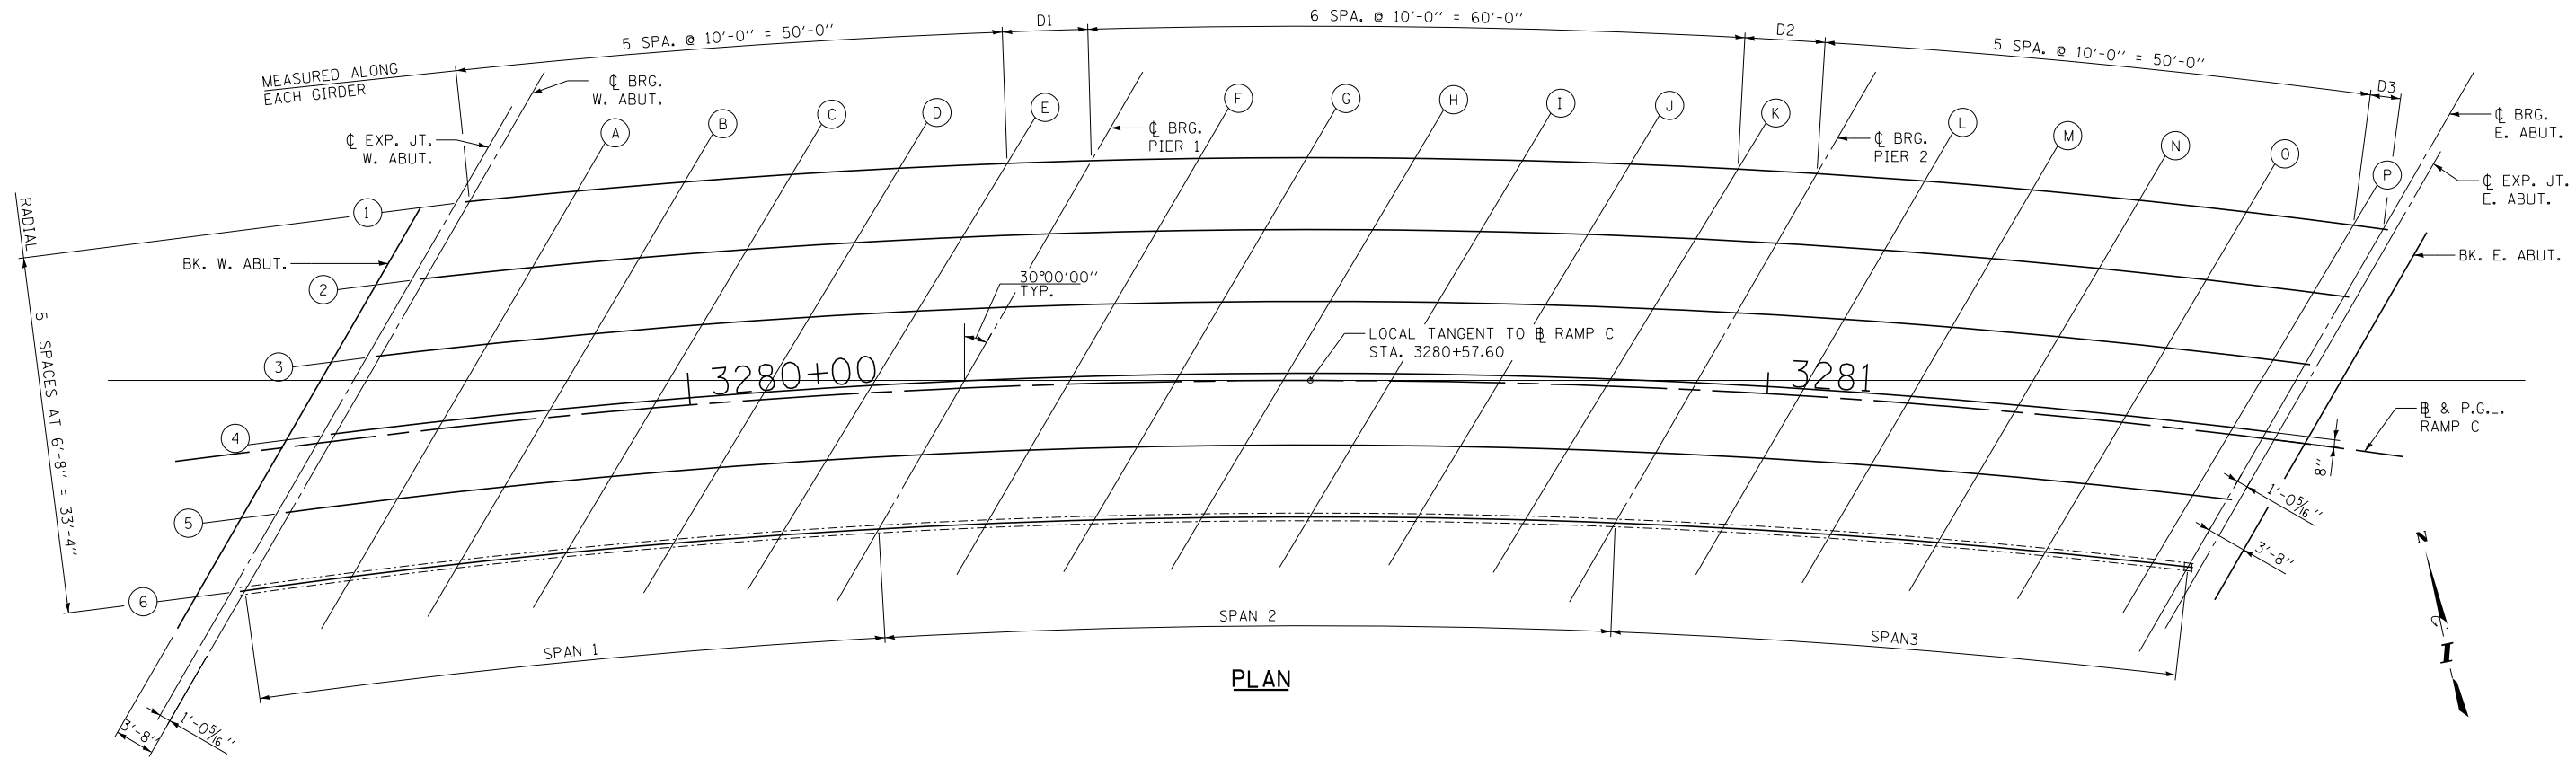 5 SPA. @ 10'-0" = 50'-0"
D1
6 SPA. @ 10'-0" = 60'-0"
D2
5 SPA. @ 10'-0" = 50'-0"
D3
MEASURED ALONG
EACH GIRDER
℄ BRG.
W. ABUT.
℄ EXP. JT.
W. ABUT.
A
B
C
D
E
℄ BRG.
PIER 1
F
G
H
I
J
K
℄ BRG.
PIER 2
L
M
N
O
P
℄ BRG.
E. ABUT.
℄ EXP. JT.
E. ABUT.
RADIAL
1
BK. W. ABUT.
BK. E. ABUT.
2
30°00'00"
TYP.
3
LOCAL TANGENT TO ⅊ RAMP C
STA. 3280+57.60
3280+00
3281
5 SPACES AT 6'-8" = 33'-4"
4
⅊ & P.G.L.
RAMP C
8"
5
1'-0 5/16"
3'-8"
6
N
SPAN 1
SPAN 2
SPAN3
PLAN
3'-8"
1'-0 5/16"